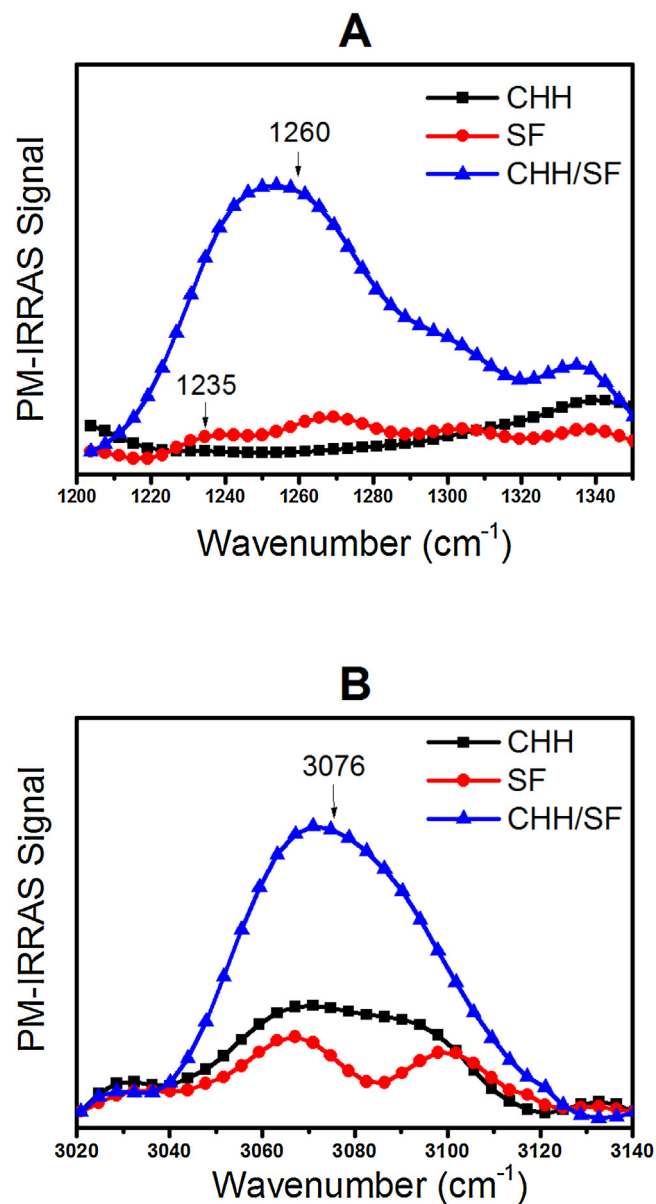 A
CHH
SF
CHH/SF
1260
1235
PM-IRRAS Signal
1200 1220 1240 1260 1280 1300 1320 1340
Wavenumber (cm⁻¹)
B
CHH
SF
CHH/SF
3076
PM-IRRAS Signal
3020 3040 3060 3080 3100 3120 3140
Wavenumber (cm⁻¹)